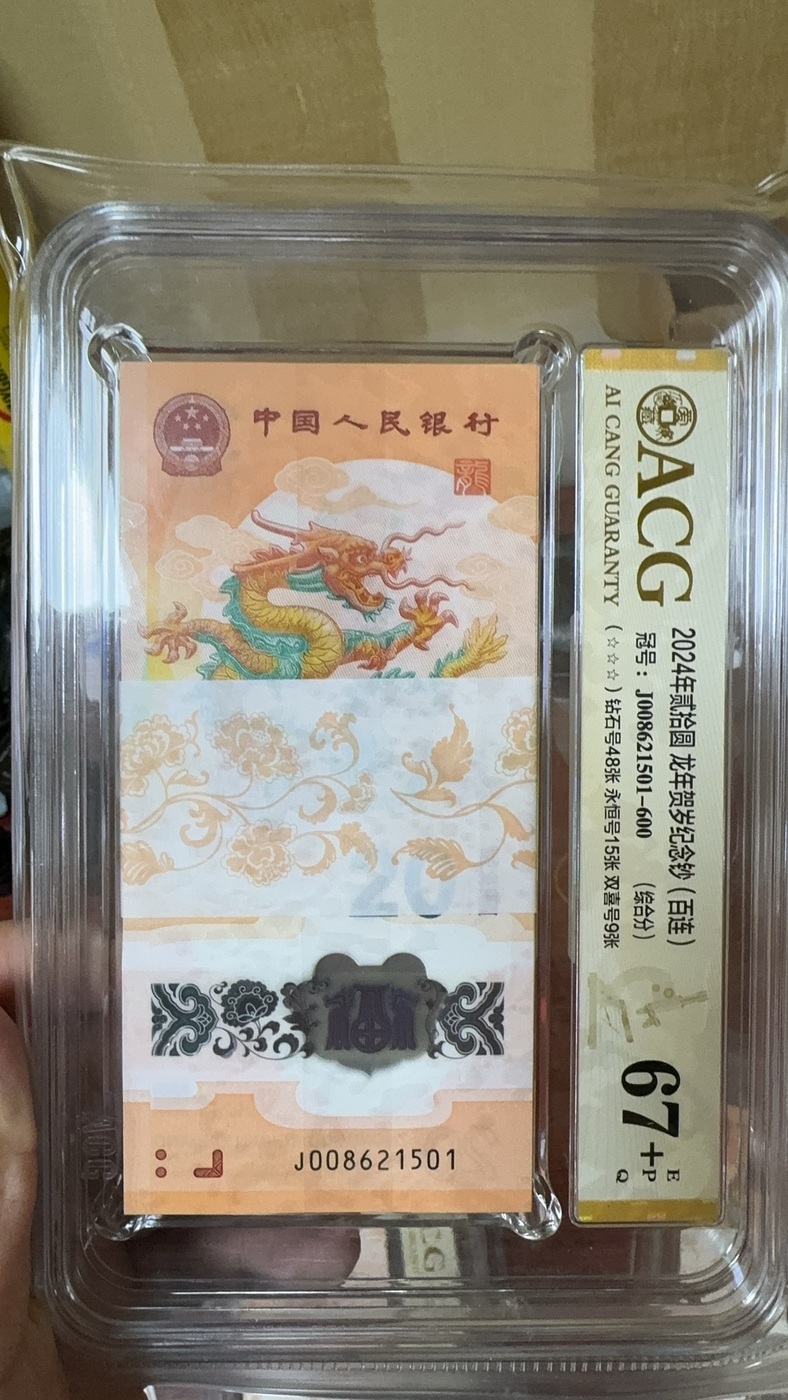 中国人民银行
龍
20
J008621501
ACG
AI CANG GUARANTY
2024年贰拾圆 龙年贺岁纪念钞（百连）
冠号：J008621501-600 （综合分）
（☆☆☆）钻石号48张 永恒号15张 双喜号9张
67+
E
P
Q